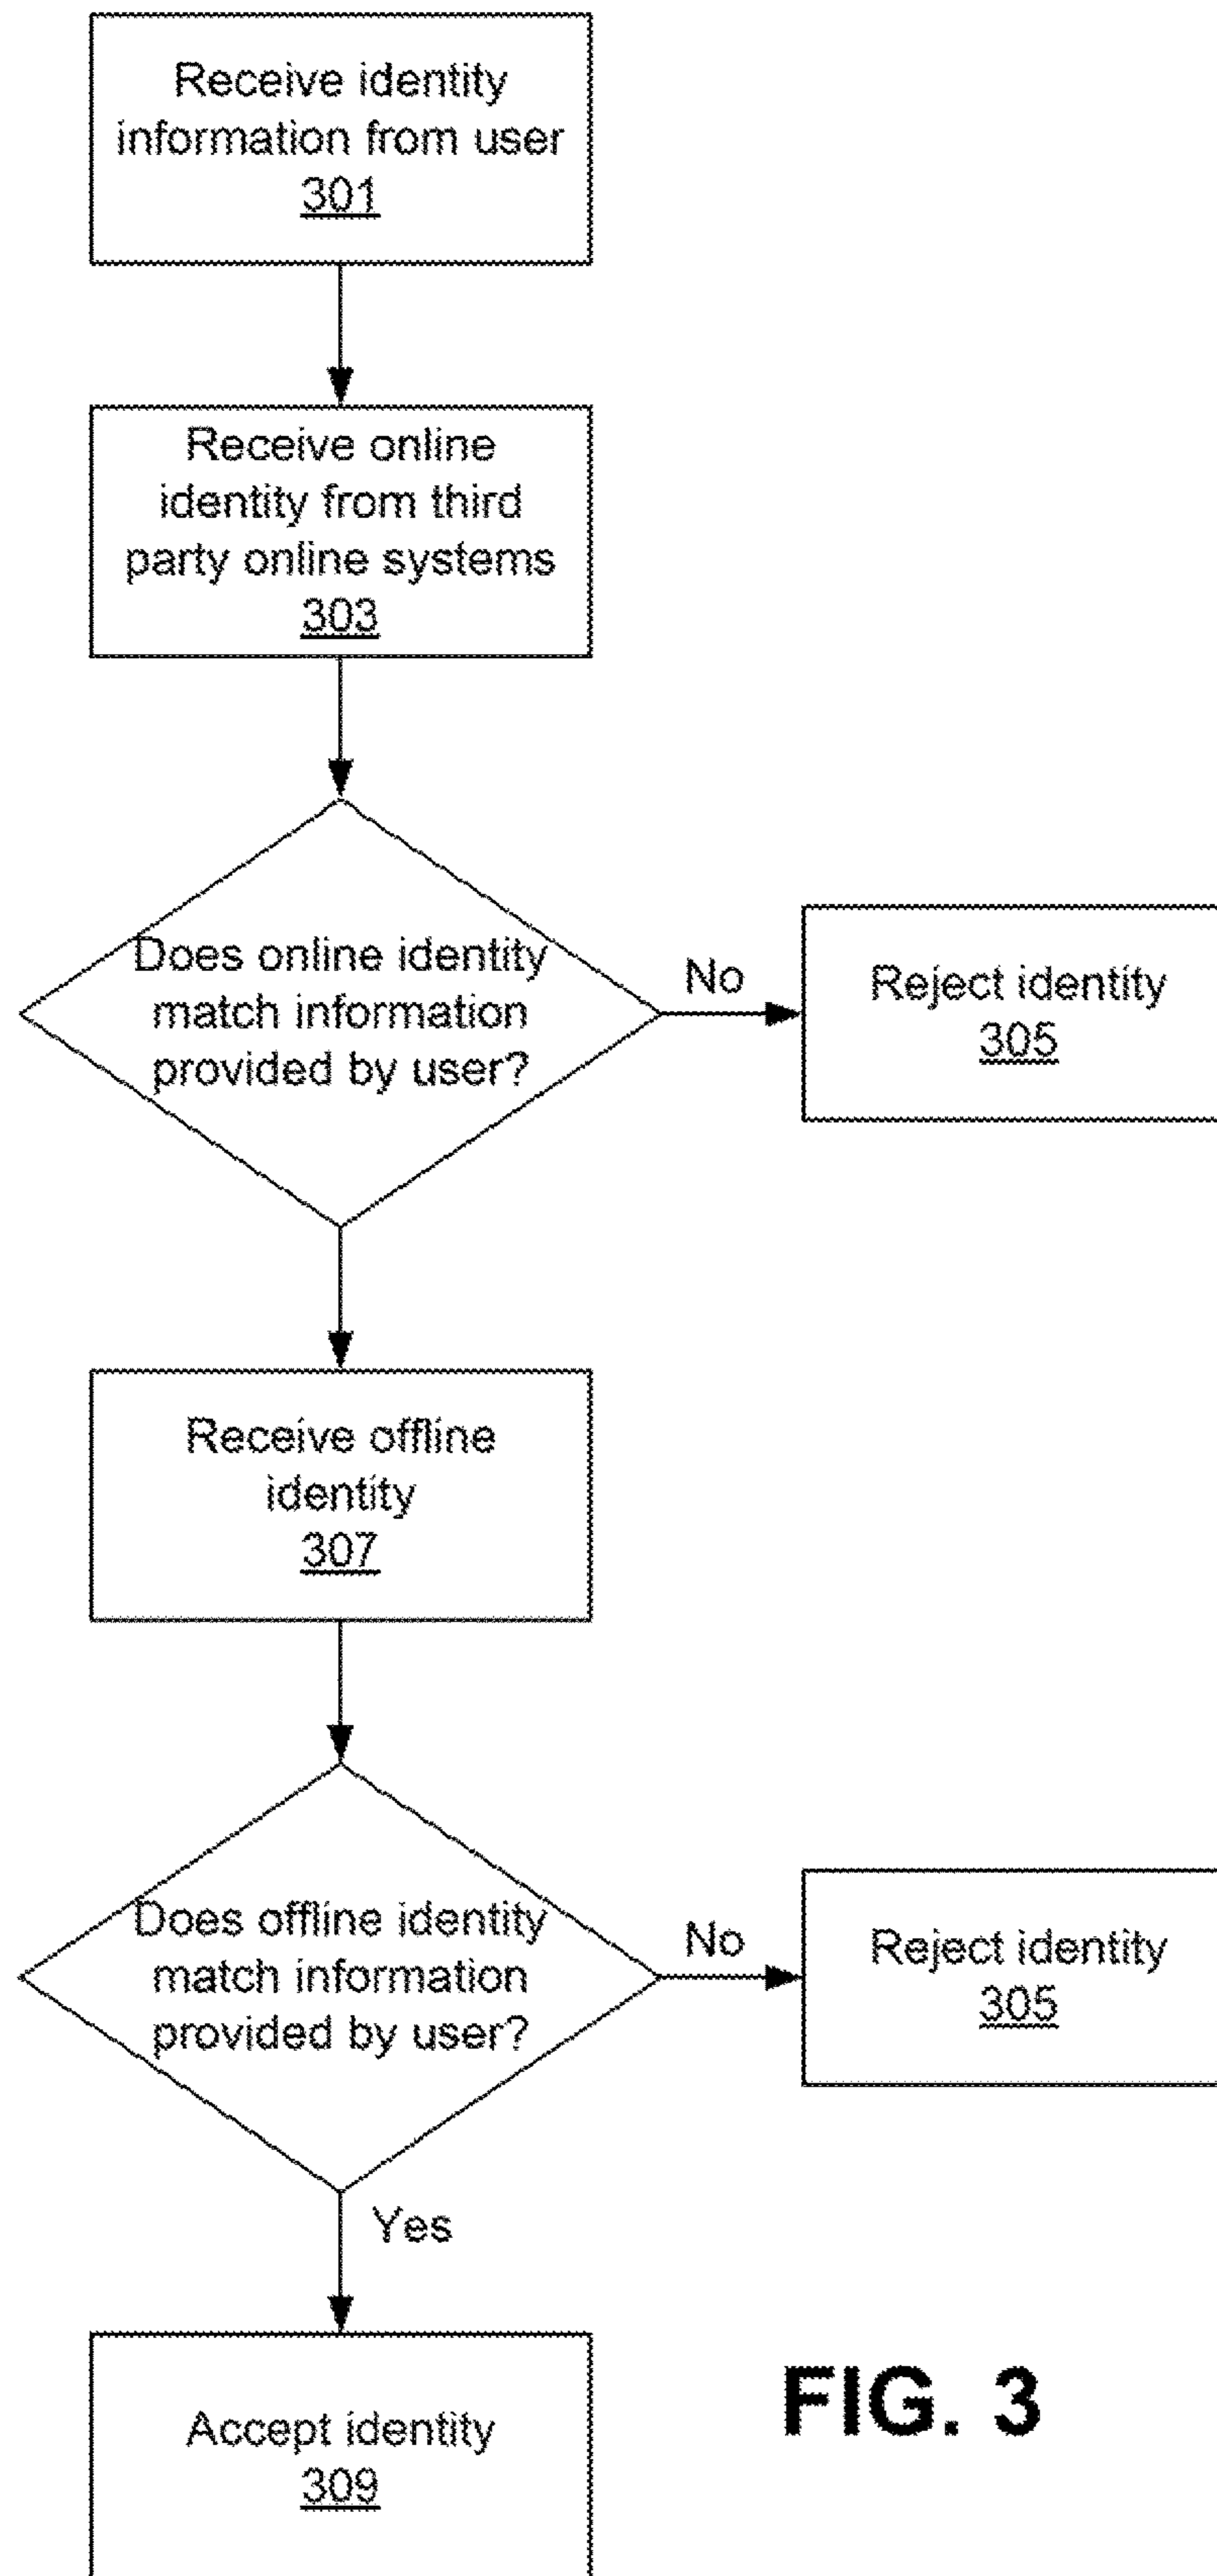 Receive identity
information from user
301
Receive online
identity from third
party online systems
303
Does online identity
match information
provided by user?
No
Reject identity
305
Receive offline
identity
307
Does offline identity
match information
provided by user?
No
Reject identity
305
Yes
Accept identity
309
FIG. 3